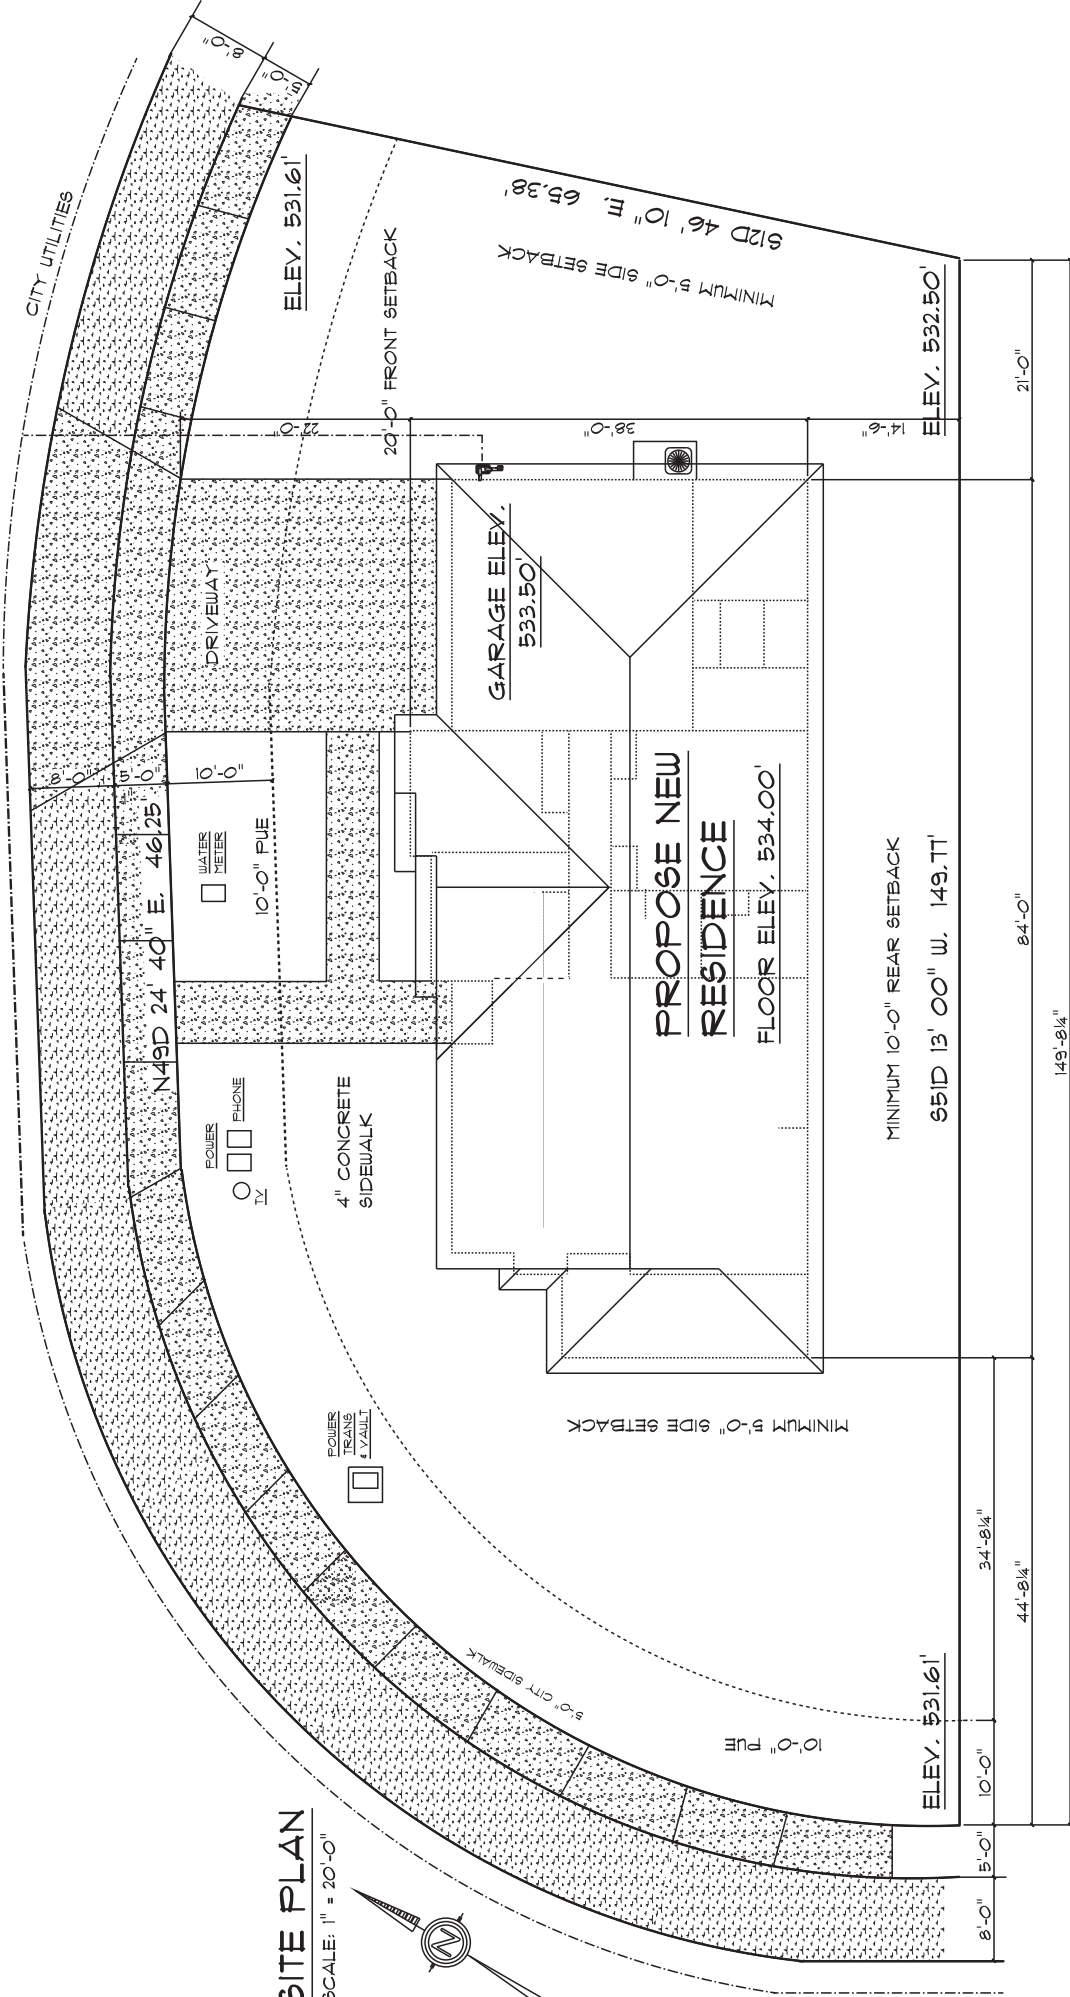 8'-0"
5'-0"
CITY UTILITIES
ELEV. 531.61'
S12D 46' 10" E. 65.38'
MINIMUM 5'-0" SIDE SETBACK
20'-0" FRONT SETBACK
ELEV. 532.50'
21'-0"
22'-0"
38'-0"
14'-6"
DRIVEWAY
GARAGE ELEV.
533.50'
8'-0"
5'-0"
10'-0"
N49D 24' 40" E. 46.25'
WATER
METER
10'-0" PUE
PROPOSE NEW
RESIDENCE
FLOOR ELEV. 534.00'
MINIMUM 10'-0" REAR SETBACK
S51D 13' 00" W. 149.77'
84'-0"
149'-8¼"
POWER
PHONE
TV
4" CONCRETE
SIDEWALK
POWER
TRANS
& VAULT
MINIMUM 5'-0" SIDE SETBACK
34'-8¼"
44'-8¼"
5'-0" CITY SIDEWALK
10'-0" PUE
ELEV. 531.61'
10'-0"
5'-0"
8'-0"
SITE PLAN
SCALE: 1" = 20'-0"
N